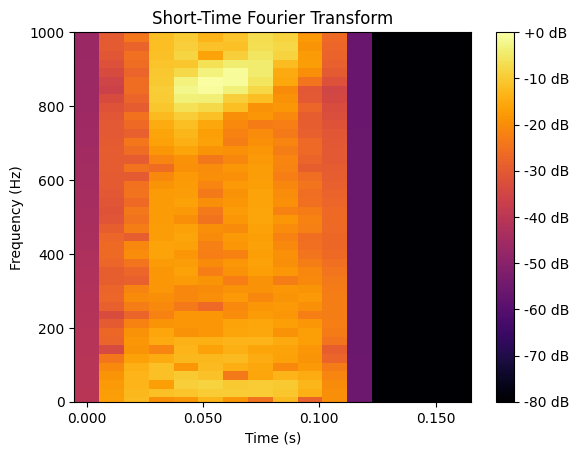 Short-Time Fourier Transform
1000
800
600
400
200
0
Frequency (Hz)
0.000
0.050
0.100
0.150
Time (s)
+0 dB
-10 dB
-20 dB
-30 dB
-40 dB
-50 dB
-60 dB
-70 dB
-80 dB